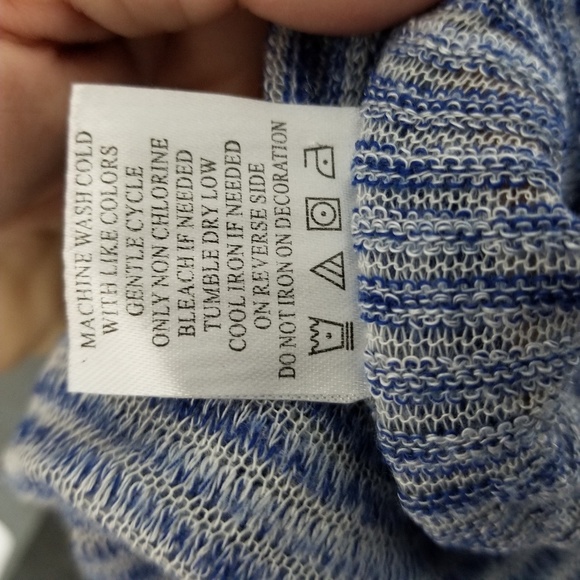 MACHINE WASH COLD
WITH LIKE COLORS
GENTLE CYCLE
ONLY NON CHLORINE
BLEACH IF NEEDED
TUMBLE DRY LOW
COOL IRON IF NEEDED
ON REVERSE SIDE
DO NOT IRON ON DECORATION